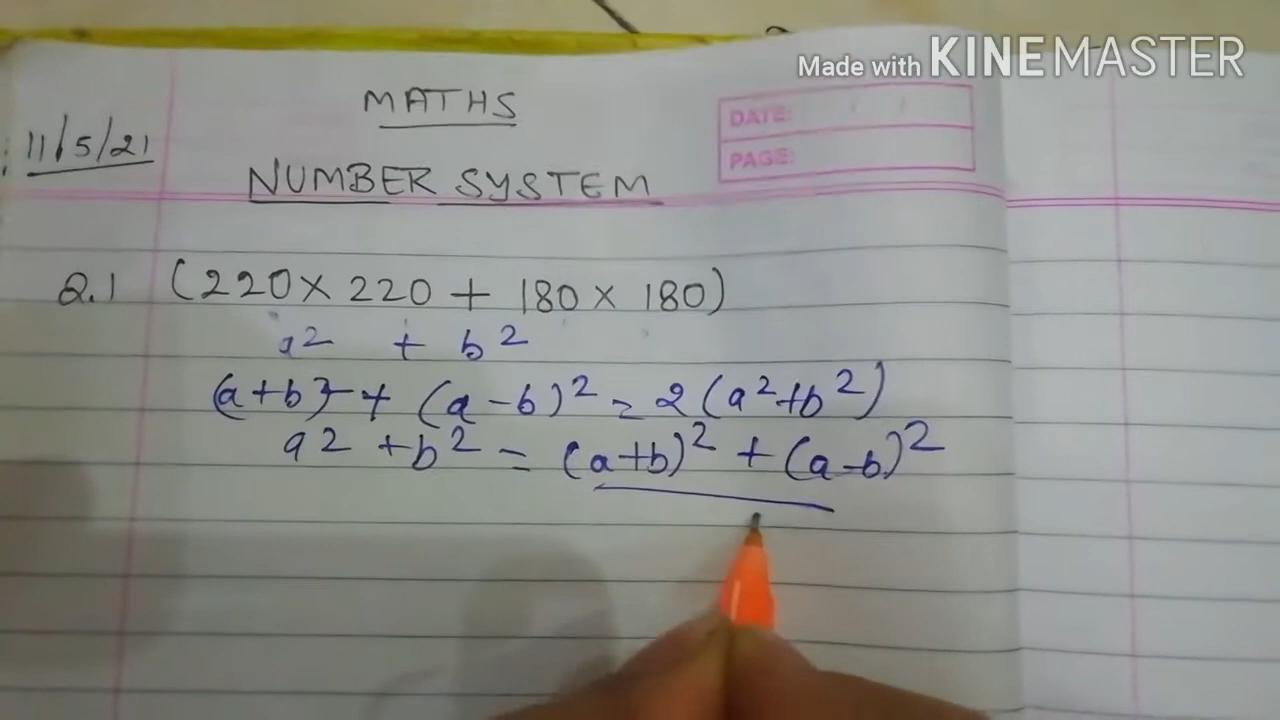 Made with KINEMASTER
MATHS
DATE:
11/5/21
PAGE:
NUMBER SYSTEM
Q.1 (220 × 220 + 180 × 180)
a² + b²
(a+b)² + (a-b)² = 2(a²+b²)
a² + b² = (a+b)² + (a-b)²